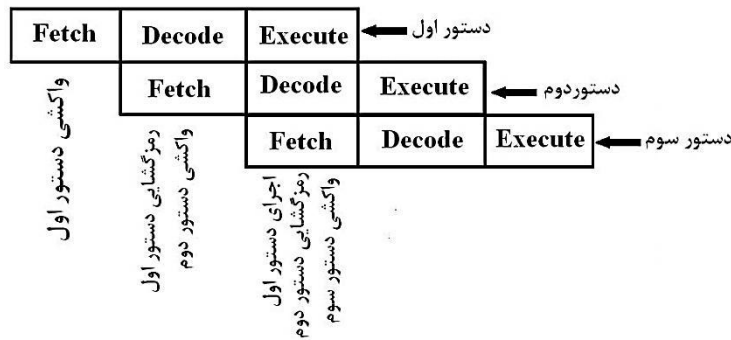 Fetch Decode Execute دستور اول
Fetch Decode Execute دستوردوم
Fetch Decode Execute دستور سوم
واکشی دستور اول
رمزگشایی دستور اول
واکشی دستور دوم
اجرای دستور اول
رمزگشایی دستور دوم
واکشی دستور سوم